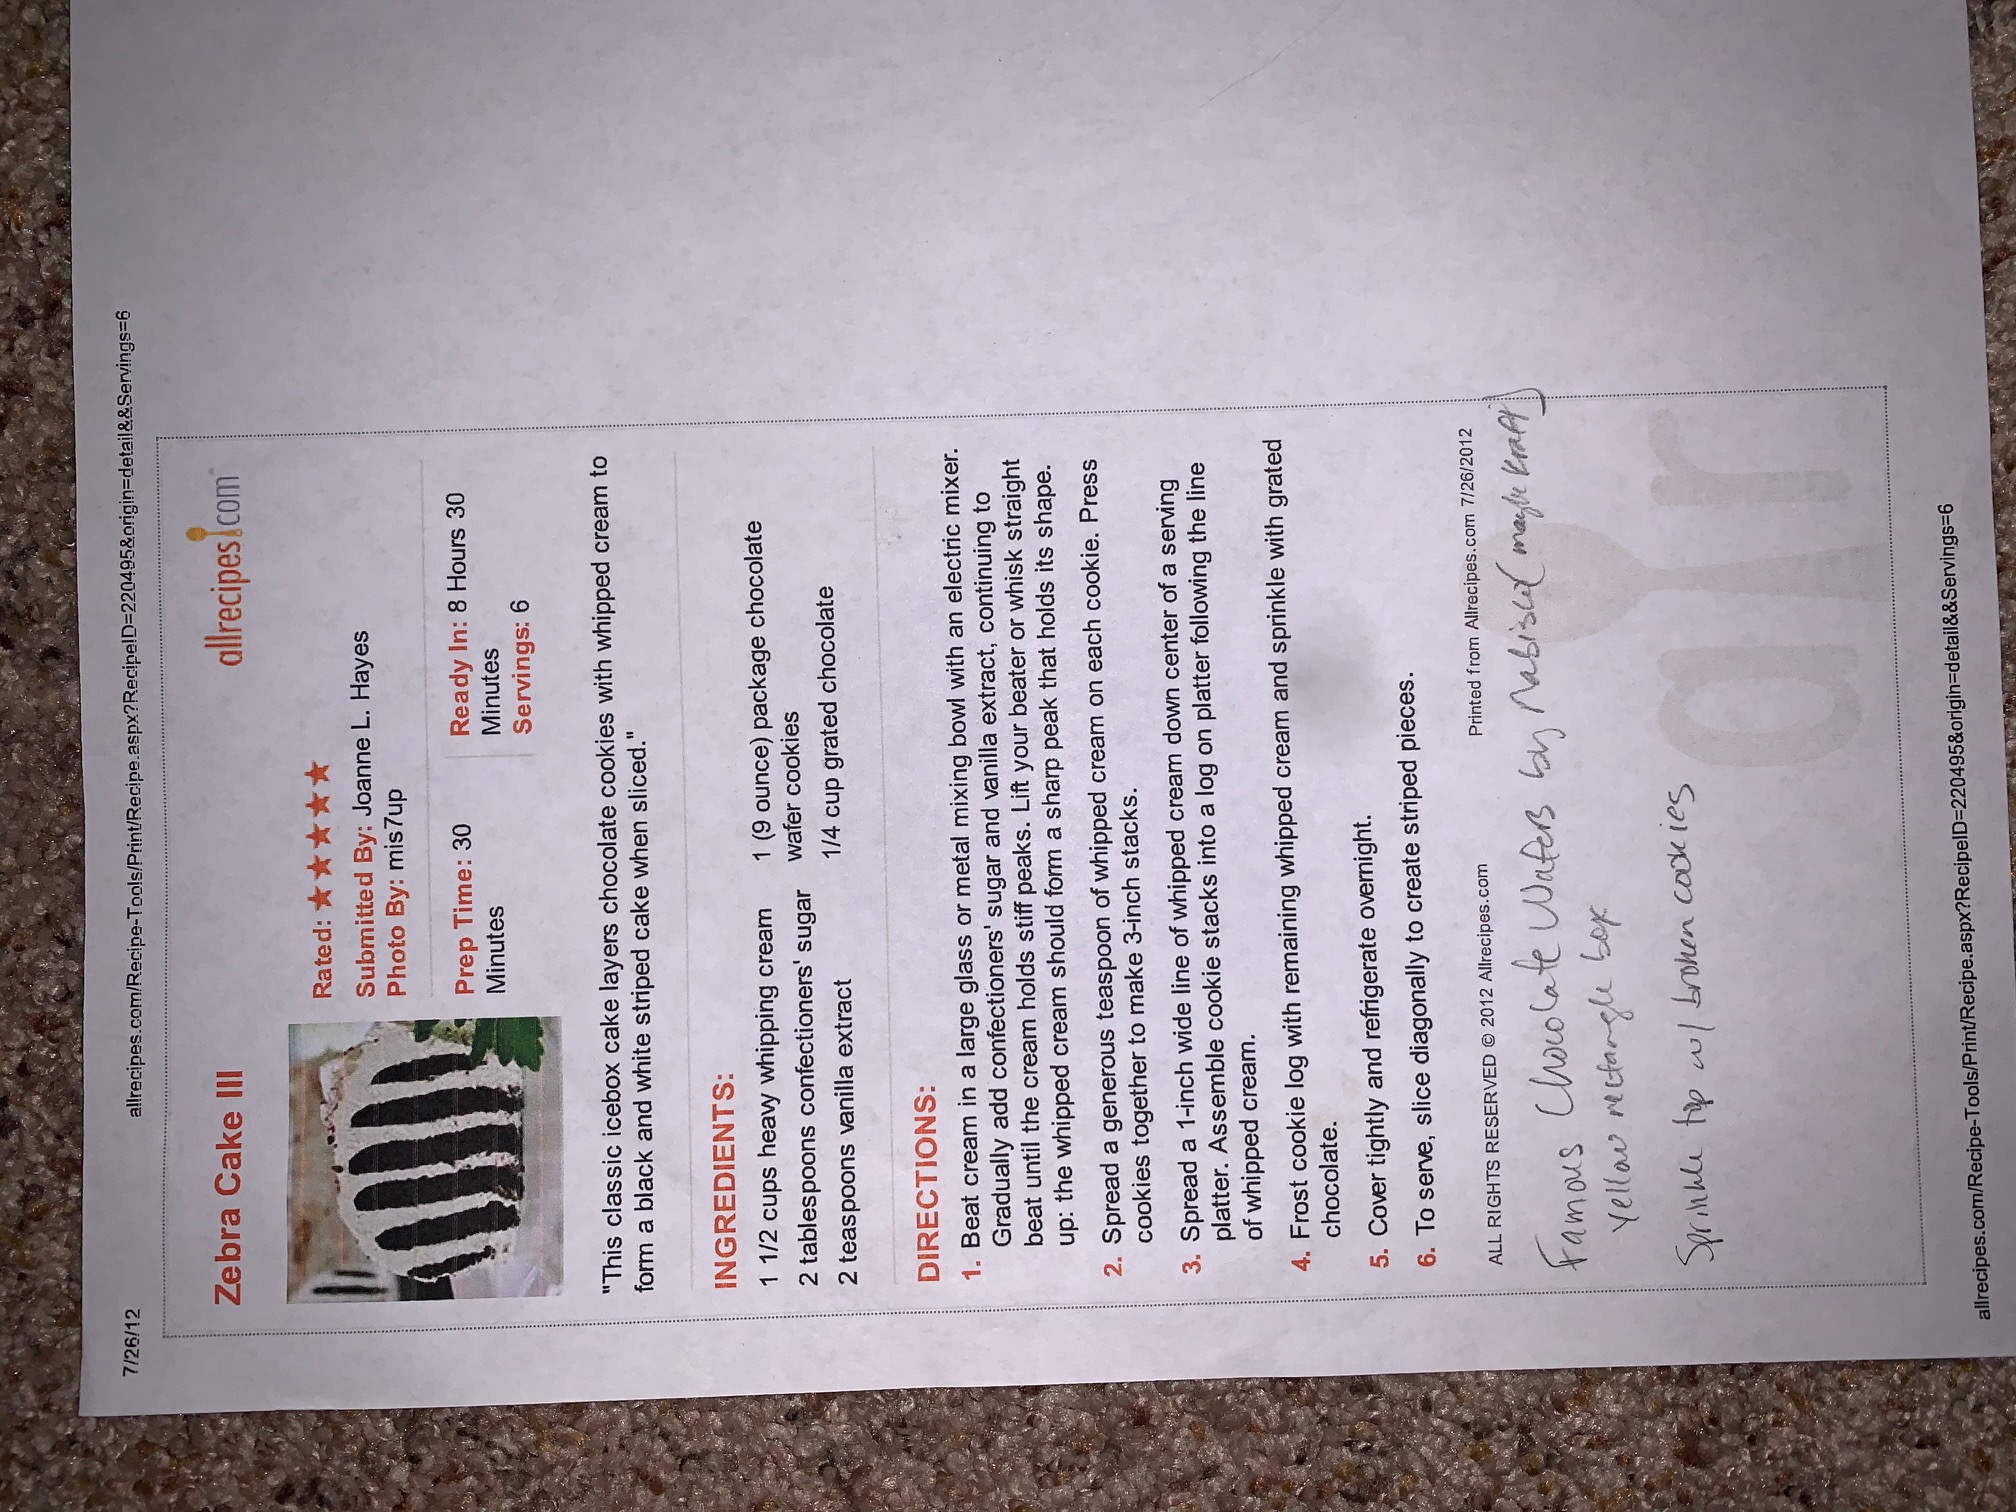 7/26/12
allrecipes.com/Recipe-Tools/Print/Recipe.aspx?RecipeID=220495&origin=detail&&Servings=6
Zebra Cake III
allrecipes.com
Rated:
Submitted By: Joanne L. Hayes
Photo By: mis7up
Prep Time: 30
Minutes
Ready In: 8 Hours 30
Minutes
Servings: 6
"This classic icebox cake layers chocolate cookies with whipped cream to
form a black and white striped cake when sliced."
INGREDIENTS:
1 1/2 cups heavy whipping cream
2 tablespoons confectioners' sugar
2 teaspoons vanilla extract
1 (9 ounce) package chocolate
wafer cookies
1/4 cup grated chocolate
DIRECTIONS:
1. Beat cream in a large glass or metal mixing bowl with an electric mixer.
Gradually add confectioners' sugar and vanilla extract, continuing to
beat until the cream holds stiff peaks. Lift your beater or whisk straight
up: the whipped cream should form a sharp peak that holds its shape.
2. Spread a generous teaspoon of whipped cream on each cookie. Press
cookies together to make 3-inch stacks.
3. Spread a 1-inch wide line of whipped cream down center of a serving
platter. Assemble cookie stacks into a log on platter following the line
of whipped cream.
4. Frost cookie log with remaining whipped cream and sprinkle with grated
chocolate.
5. Cover tightly and refrigerate overnight.
6. To serve, slice diagonally to create striped pieces.
ALL RIGHTS RESERVED © 2012 Allrecipes.com
Printed from Allrecipes.com 7/26/2012
Famous Chocolate Wafers by Nabisco (maybe Kraft)
Yellow rectangle box
Sprinkle top w/ broken cookies
ar
allrecipes.com/Recipe-Tools/Print/Recipe.aspx?RecipeID=220495&origin=detail&&Servings=6